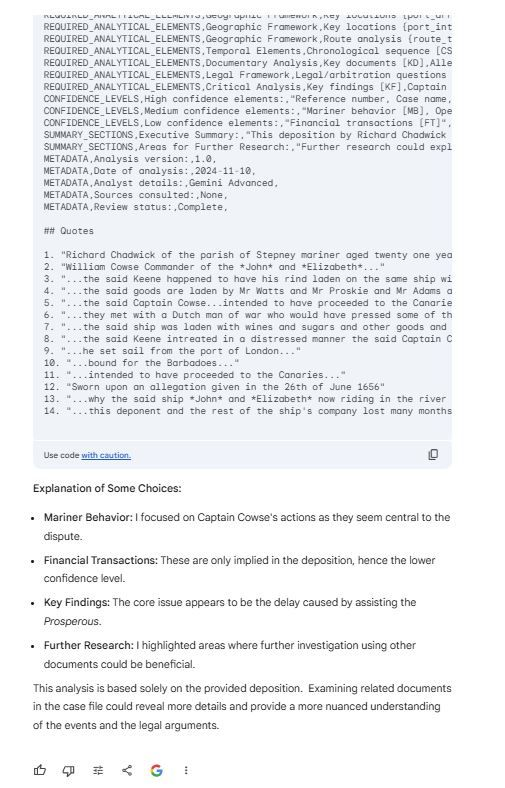 REQUIRED_ANALYTICAL_ELEMENTS,Geographic Framework,Key locations [port_
REQUIRED_ANALYTICAL_ELEMENTS,Geographic Framework,Key locations {port_int
REQUIRED_ANALYTICAL_ELEMENTS,Geographic Framework,Route analysis {route_t
REQUIRED_ANALYTICAL_ELEMENTS,Temporal Elements,Chronological sequence [CS
REQUIRED_ANALYTICAL_ELEMENTS,Documentary Analysis,Key documents [KD],Alle
REQUIRED_ANALYTICAL_ELEMENTS,Legal Framework,Legal/arbitration questions
REQUIRED_ANALYTICAL_ELEMENTS,Critical Analysis,Key findings [KF],Captain
CONFIDENCE_LEVELS,High confidence elements:,"Reference number, Case name,
CONFIDENCE_LEVELS,Medium confidence elements:,"Mariner behavior [MB], Ope
CONFIDENCE_LEVELS,Low confidence elements:,"Financial transactions [FT]",
SUMMARY_SECTIONS,Executive Summary:,"This deposition by Richard Chadwick
SUMMARY_SECTIONS,Areas for Further Research:,"Further research could expl
METADATA,Analysis version:,1.0,
METADATA,Date of analysis:,2024-11-10,
METADATA,Analyst details:,Gemini Advanced,
METADATA,Sources consulted:,None,
METADATA,Review status:,Complete,
## Quotes
1. "Richard Chadwick of the parish of Stepney mariner aged twenty one yea
2. "William Cowse Commander of the *John* and *Elizabeth*..."
3. "...the said Keene happened to have his rind laden on the same ship wi
4. "...the said goods are laden by Mr Watts and Mr Proskie and Mr Adams a
5. "...the said Captain Cowse...intended to have proceeded to the Canarie
6. "...they met with a Dutch man of war who would have pressed some of th
7. "...the said ship was laden with wines and sugars and other goods and
8. "...the said Keene intreated in a distressed manner the said Captain C
9. "...he set sail from the port of London..."
10. "...bound for the Barbadoes..."
11. "...intended to have proceeded to the Canaries..."
12. "Sworn upon an allegation given in the 26th of June 1656"
13. "...why the said ship *John* and *Elizabeth* now riding in the river
14. "...this deponent and the rest of the ship's company lost many months
Use code with caution.
Explanation of Some Choices:
• Mariner Behavior: I focused on Captain Cowse's actions as they seem central to the
dispute.
• Financial Transactions: These are only implied in the deposition, hence the lower
confidence level.
• Key Findings: The core issue appears to be the delay caused by assisting the
Prosperous.
• Further Research: I highlighted areas where further investigation using other
documents could be beneficial.
This analysis is based solely on the provided deposition. Examining related documents
in the case file could reveal more details and provide a more nuanced understanding
of the events and the legal arguments.